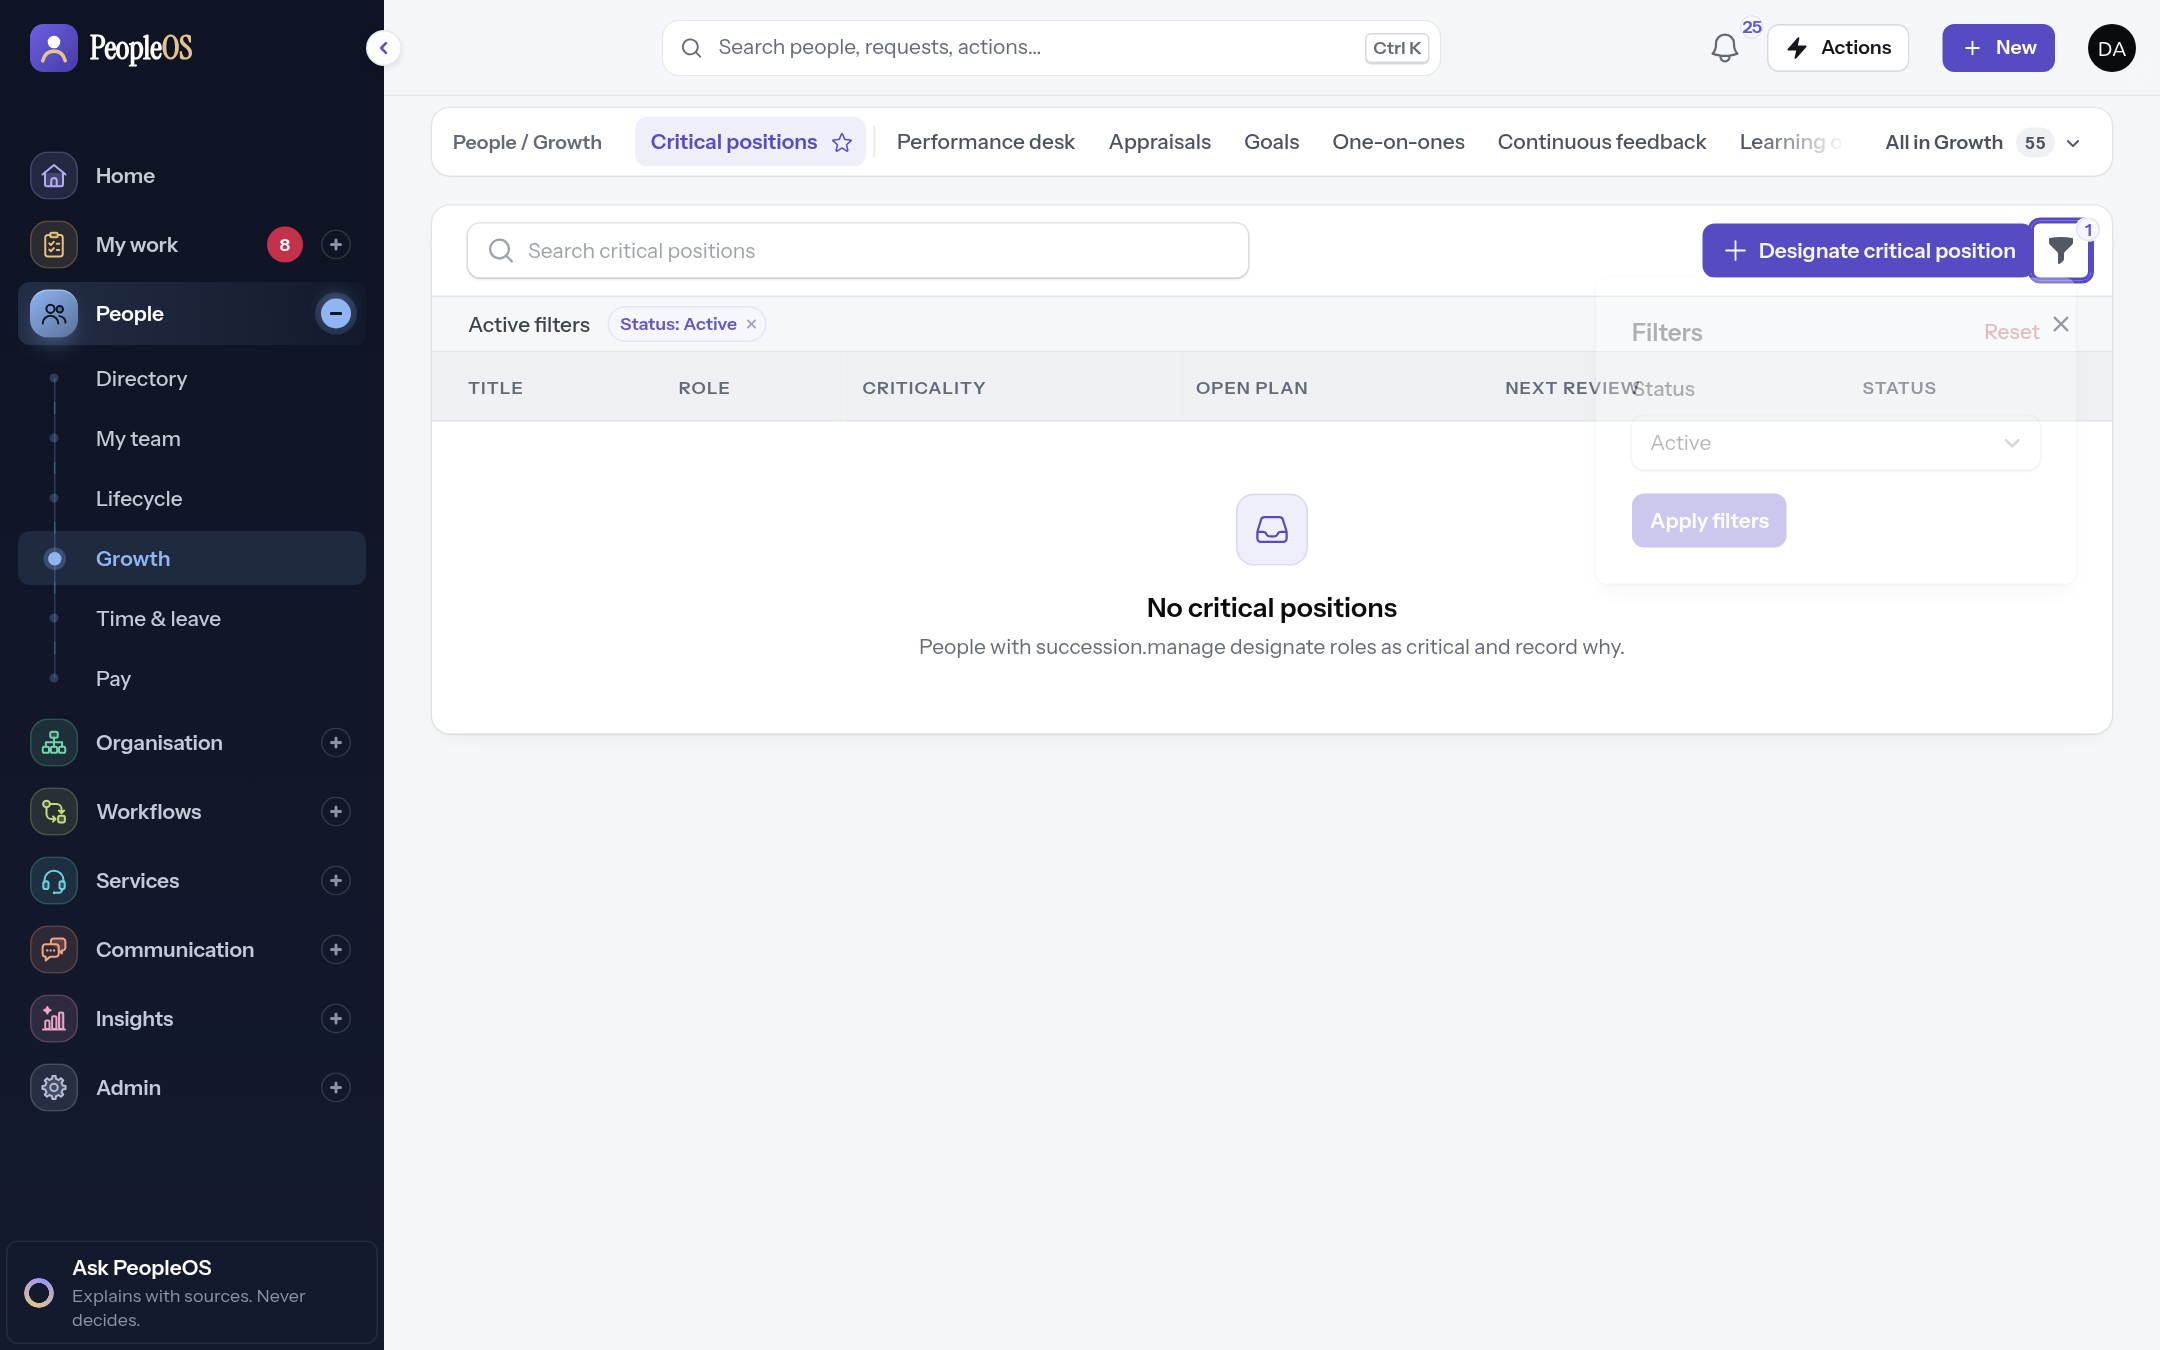 PeopleOS
Search people, requests, actions...
Ctrl K
25
Actions
New
DA
Home
My work
8
People
Directory
My team
Lifecycle
Growth
Time & leave
Pay
Organisation
Workflows
Services
Communication
Insights
Admin
Ask PeopleOS
Explains with sources. Never
decides.
People / Growth
Critical positions
Performance desk
Appraisals
Goals
One-on-ones
Continuous feedback
Learning
All in Growth
55
Search critical positions
Designate critical position
1
Active filters
Status: Active
Filters
Reset
TITLE
ROLE
CRITICALITY
OPEN PLAN
NEXT REVIEW
STATUS
Status
Active
Apply filters
No critical positions
People with succession.manage designate roles as critical and record why.